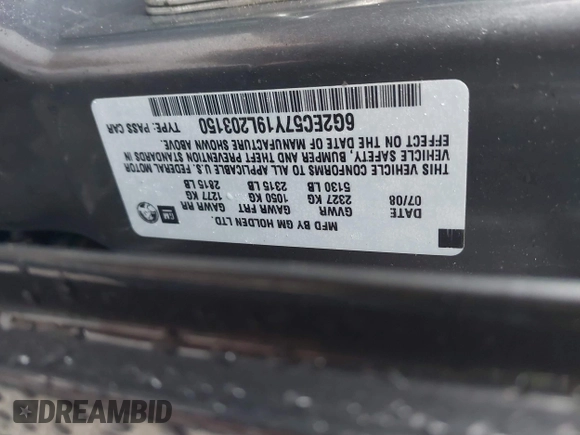 MFD BY GM HOLDEN LTD.
GM
DATE GVWR GAWR FRT GAWR RR
07/08 2327 KG 1050 KG 1277 KG
5130 LB 2315 LB 2815 LB
THIS VEHICLE CONFORMS TO ALL APPLICABLE U.S. FEDERAL MOTOR
VEHICLE SAFETY, BUMPER AND THEFT PREVENTION STANDARDS IN
EFFECT ON THE DATE OF MANUFACTURE SHOWN ABOVE.
6G2EC57Y19L203150 TYPE: PASS CAR
DREAMBID